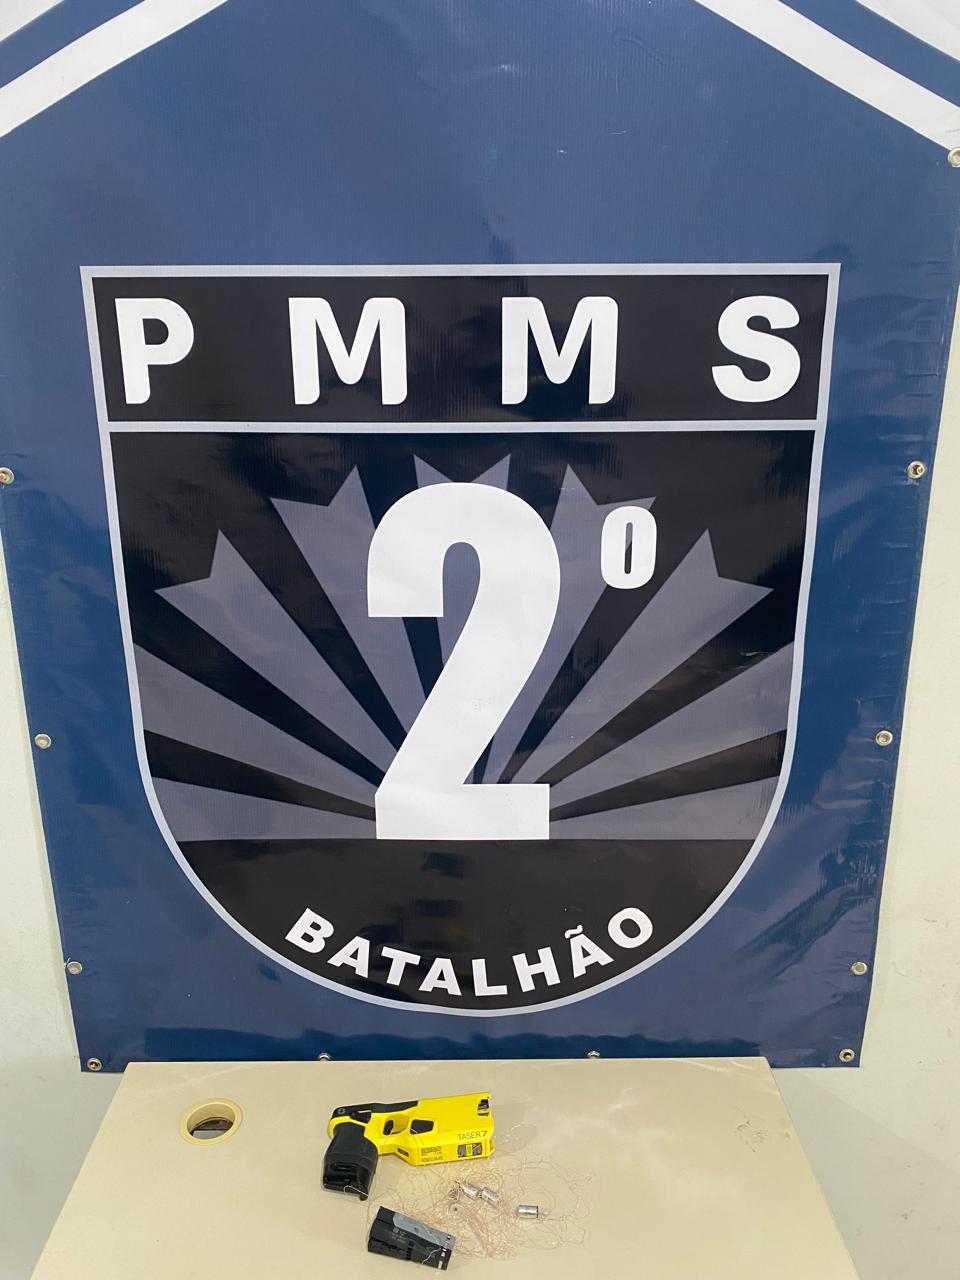 PMMS
2º
BATALHÃO
TASER 7